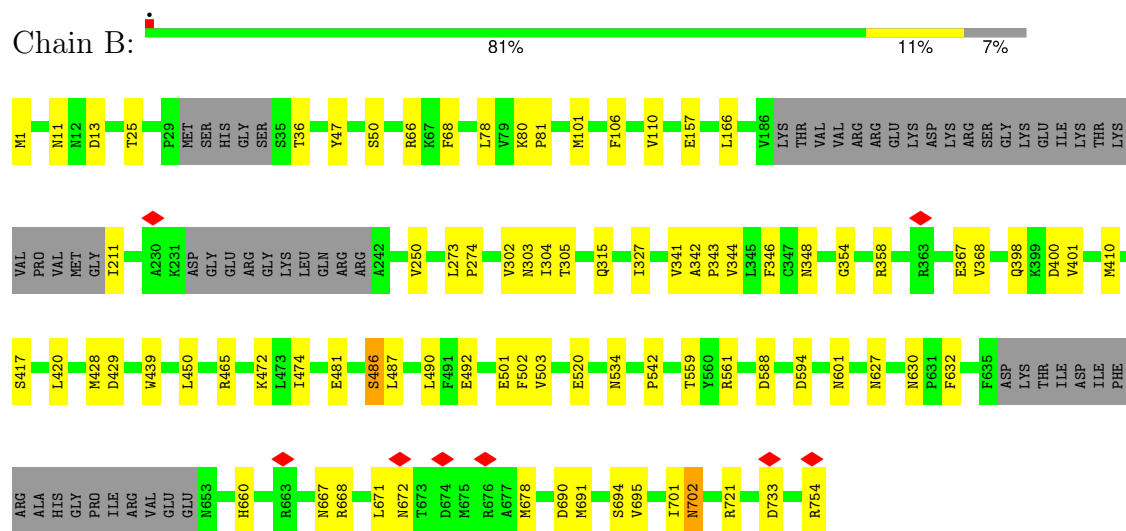 Chain B:
81% 11% 7%
M1 N11 N12 D13 T25 P29 MET SER HIS GLY SER S35 T36 Y47 S50 R66 K67 F68 L78 V79 K80 P81 M101 F106 V110 E157 L166 V186 LYS THR VAL VAL ARG ARG GLU LYS ASP LYS ARG SER GLY LYS GLU ILE LYS THR LYS
VAL PRO VAL MET GLY I211 A230 K231 ASP GLY GLU ARG GLY LYS LEU GLN ARG ARG A242 V250 L273 P274 V302 N303 I304 T305 Q315 I327 V341 A342 P343 V344 L345 F346 C347 N348 G354 R358 R363 E367 V368 Q398 K399 D400 V401 M410
S417 L420 M428 D429 W439 L450 R465 K472 L473 I474 E481 S486 L487 L490 F491 E492 E501 F502 V503 E520 N534 P542 T559 Y560 R561 D588 D594 N601 N627 N630 P631 F632 F635 ASP LYS THR ILE ASP ILE PHE
ARG ALA HIS GLY PRO ILE ARG VAL GLU GLU N653 H660 R663 N667 R668 L671 N672 T673 D674 M675 R676 A677 M678 D690 M691 S694 V695 I701 N702 R721 D733 R754